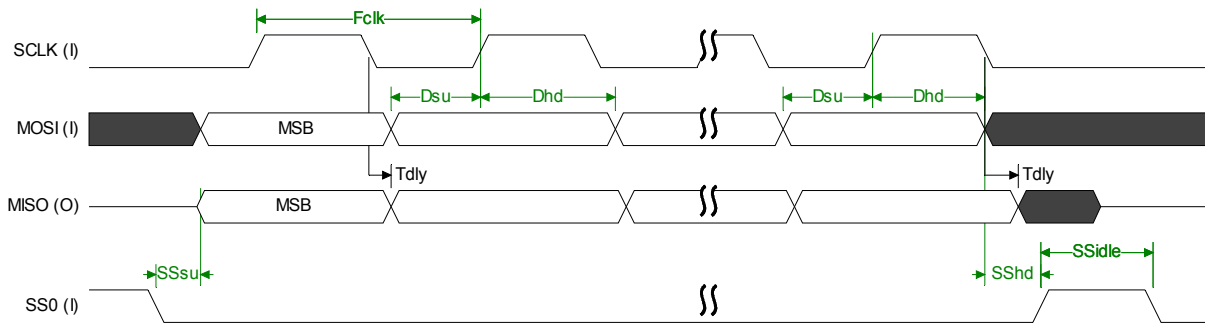 Fclk
SCLK (I)
Dsu Dhd Dsu Dhd
MOSI (I) MSB
Tdly Tdly
MISO (O) MSB
SSsu SShd SSidle
SS0 (I)